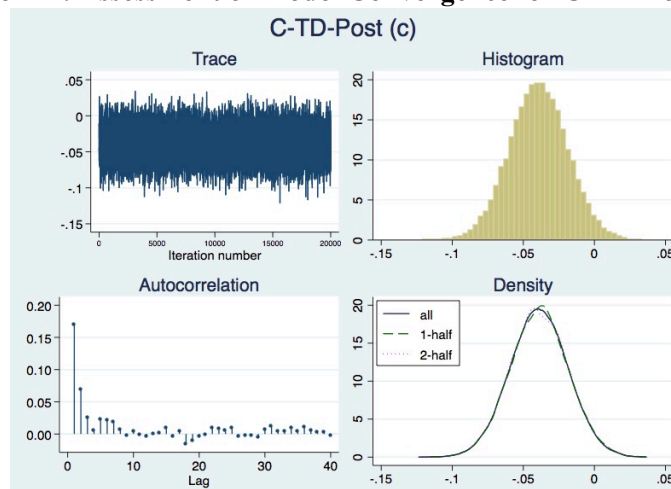 C-TD-Post (c)
Trace
.05
0
-.05
-.1
-.15
0 5000 10000 15000 20000
Iteration number
Histogram
20
15
10
5
0
-.15 -.1 -.05 0 .05
Autocorrelation
0.20
0.15
0.10
0.05
0.00
0 10 20 30 40
Lag
Density
all
1-half
2-half
20
15
10
5
0
-.15 -.1 -.05 0 .05